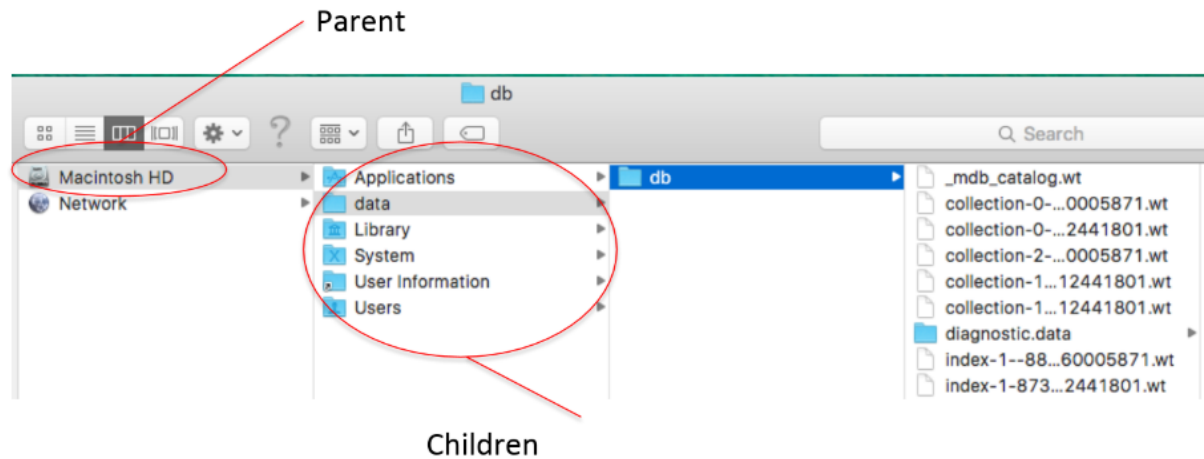 Parent
db
Search
Macintosh HD
Network
Applications
data
Library
System
User Information
Users
db
_mdb_catalog.wt
collection-0-...0005871.wt
collection-0-...2441801.wt
collection-2-...0005871.wt
collection-1...12441801.wt
collection-1...12441801.wt
diagnostic.data
index-1--88...60005871.wt
index-1-873...2441801.wt
Children